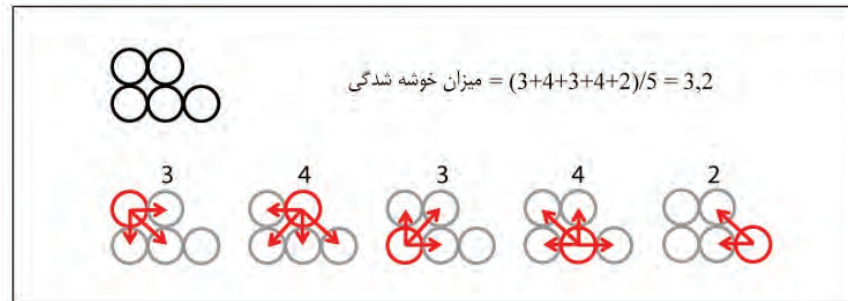 میزان خوشه شدگی = (3+4+3+4+2)/5 = 3,2
3 4 3 4 2